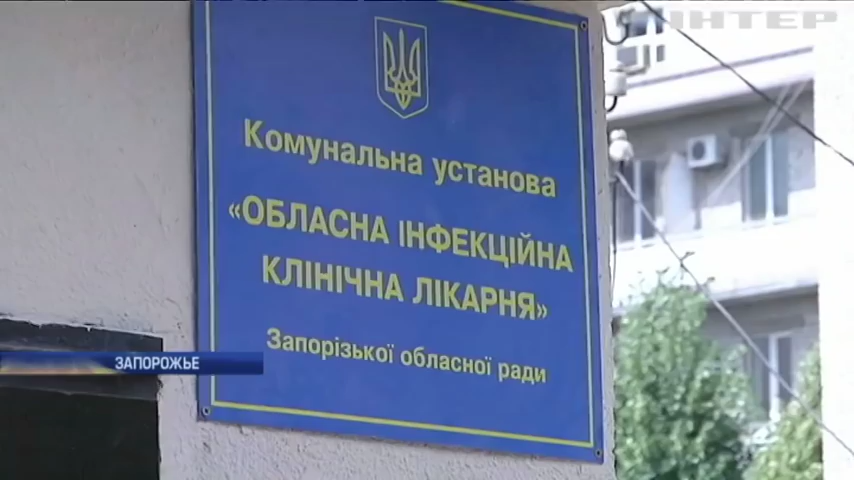 ІНТЕР
Комунальна установа
«ОБЛАСНА ІНФЕКЦІЙНА
КЛІНІЧНА ЛІКАРНЯ»
Запорізької обласної ради
ЗАПОРОЖЬЕ